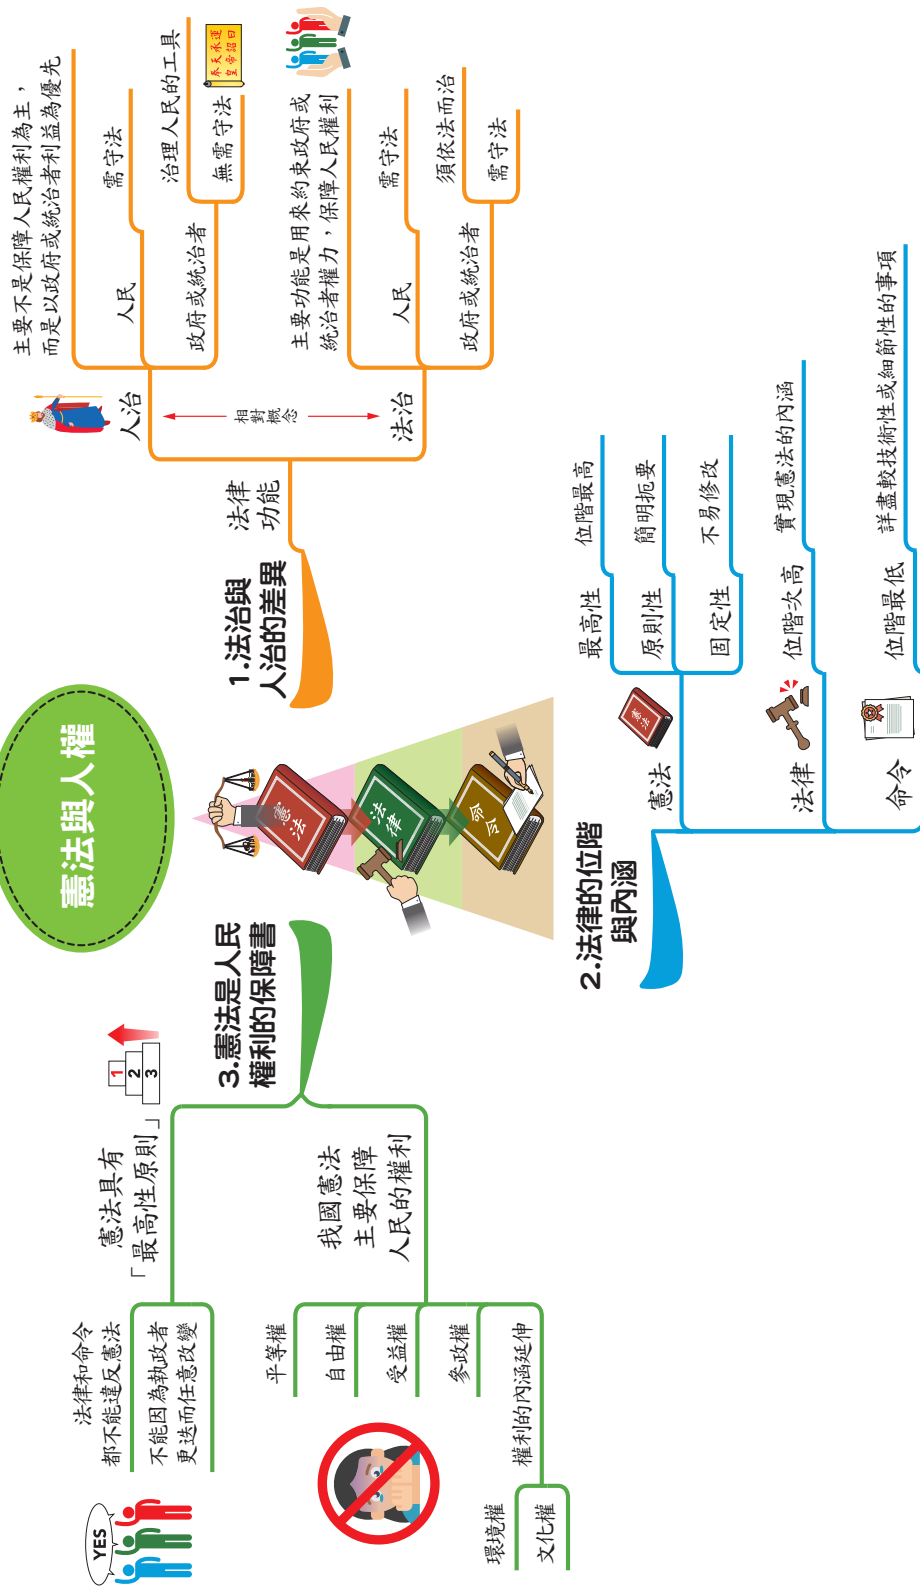 憲法與人權
1.法治與
人治的差異
法律
功能
人治
主要不是保障人民權利為主，
而是以政府或統治者利益為優先
人民
需守法
政府或統治者
治理人民的工具
無需守法
奉天承運
皇帝詔曰
相對
概念
法治
主要功能是用來約束政府或
統治者權力，保障人民權利
人民
需守法
政府或統治者
須依法而治
需守法
2.法律的位階
與內涵
憲法
憲法
最高性
位階最高
原則性
簡明扼要
固定性
不易修改
法律
位階次高
實現憲法的內涵
命令
位階最低
詳盡較技術性或細節性的事項
憲法
法律
命令
3.憲法是人民
權利的保障書
憲法具有
「最高性原則」
1
2
3
法律和命令
都不能違反憲法
不能因為執政者
更迭而任意改變
YES
我國憲法
主要保障
人民的權利
平等權
自由權
受益權
參政權
權利的內涵延伸
環境權
文化權